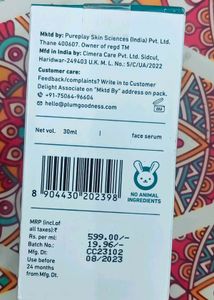 Mktd by: Pureplay Skin Sciences (India) Pvt. Ltd.
Thane 400607. Owner of regd TM
Mfd in India by: Cimera Care Pvt. Ltd. Sidcul,
Haridwar-249403 U.K. M. L. No.: 5/C/UA/2022
Customer care:
Feedback/complaints? Write in to Customer
Delight Associate on "Mktd By" address on pack.
+91-75066-96604
hello@plumgoodness.com
Net vol. 30ml face serum
8 904430 202398
NO ANIMAL
INGREDIENTS
MRP (incl.of
all taxes):₹ 599.00/-
Rs. per ml: 19.96/-
Batch No.: CC23102
Mfg. Dt: 08/2023
Use before
24 months
from Mfg. Dt.